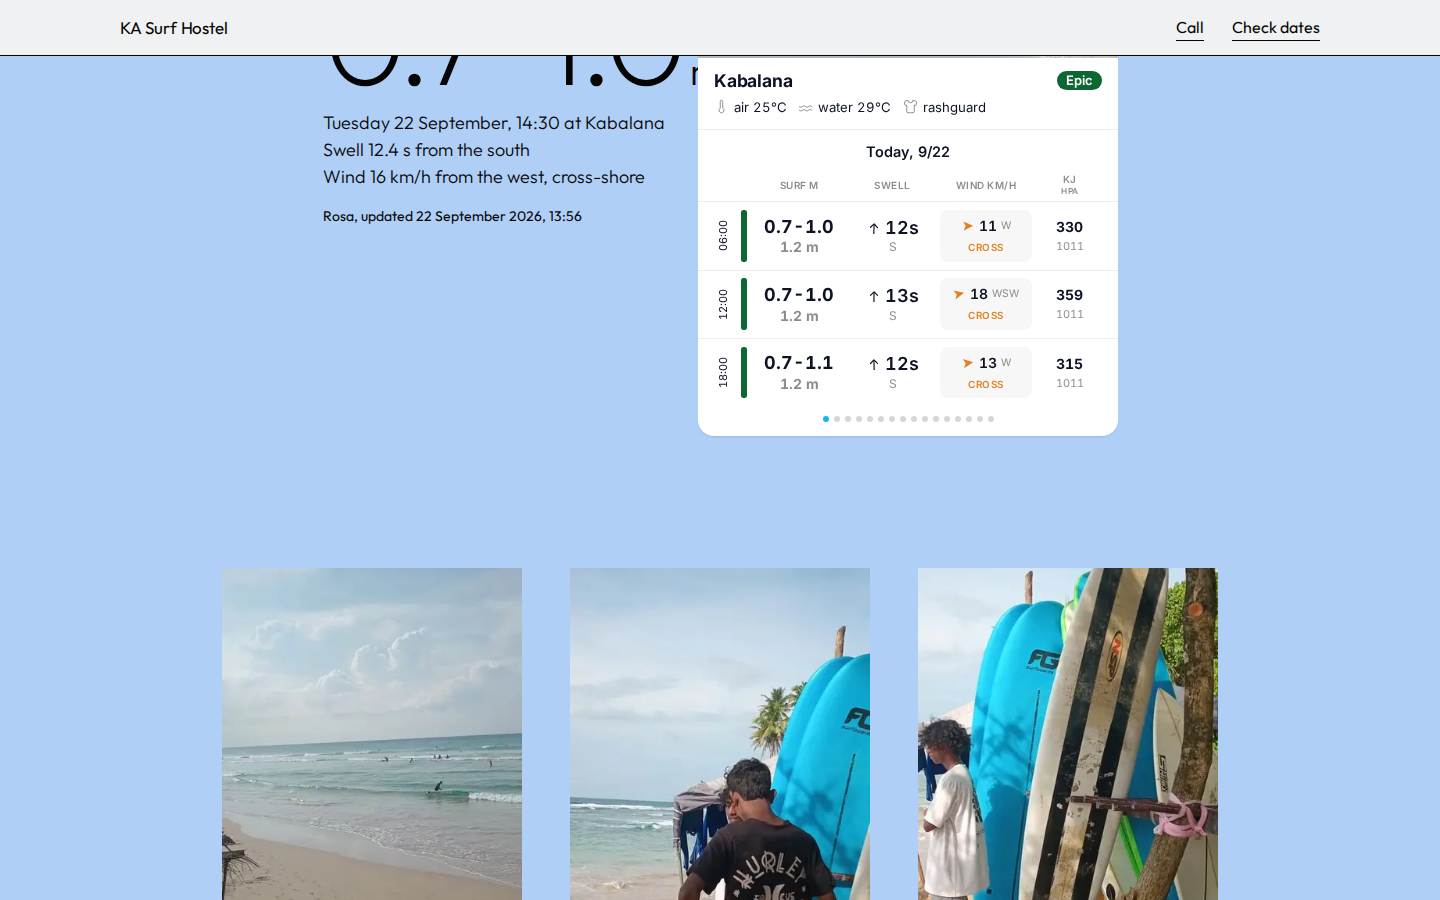 KA Surf Hostel
Call
Check dates
Tuesday 22 September, 14:30 at Kabalana
Swell 12.4 s from the south
Wind 16 km/h from the west, cross-shore
Rosa, updated 22 September 2026, 13:56
Kabalana
Epic
air 25°C water 29°C rashguard
Today, 9/22
SURF M SWELL WIND KM/H KJ
HPA
06:00 0.7-1.0 ↑ 12s 11 W 330
1.2 m S CROSS 1011
12:00 0.7-1.0 ↑ 13s 18 WSW 359
1.2 m S CROSS 1011
18:00 0.7-1.1 ↑ 12s 13 W 315
1.2 m S CROSS 1011
FG
HURLEY